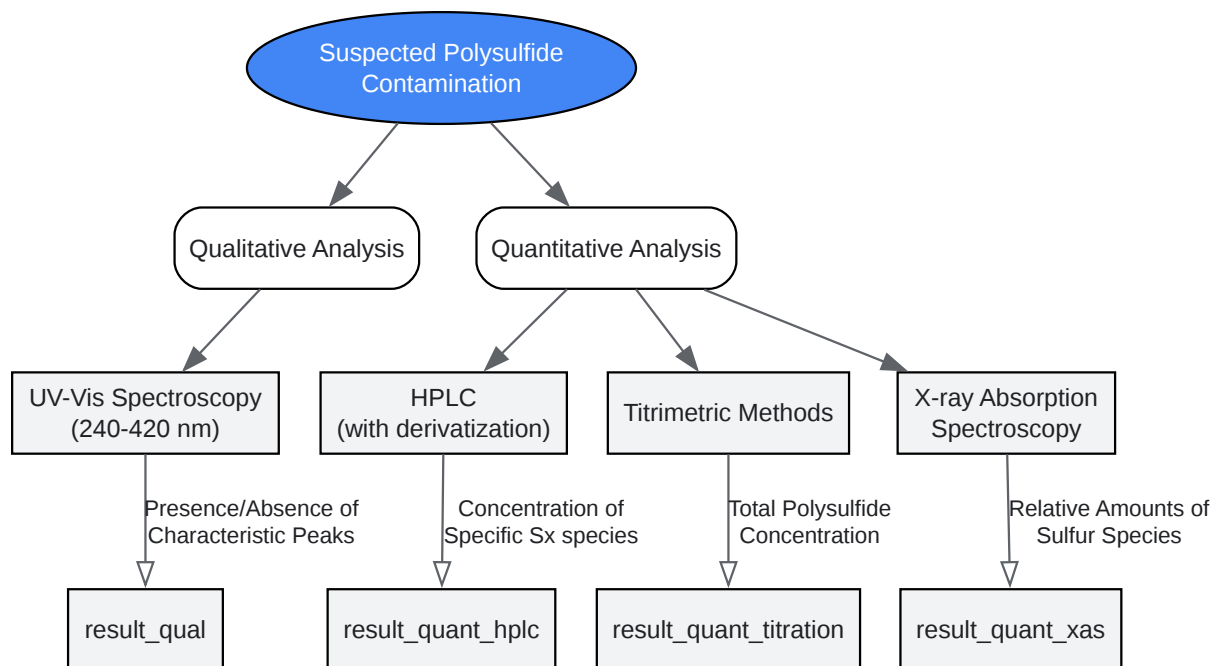 Suspected Polysulfide
Contamination
Qualitative Analysis
Quantitative Analysis
UV-Vis Spectroscopy
(240-420 nm)
HPLC
(with derivatization)
Titrimetric Methods
X-ray Absorption
Spectroscopy
Presence/Absence of
Characteristic Peaks
Concentration of
Specific Sx species
Total Polysulfide
Concentration
Relative Amounts of
Sulfur Species
result_qual
result_quant_hplc
result_quant_titration
result_quant_xas